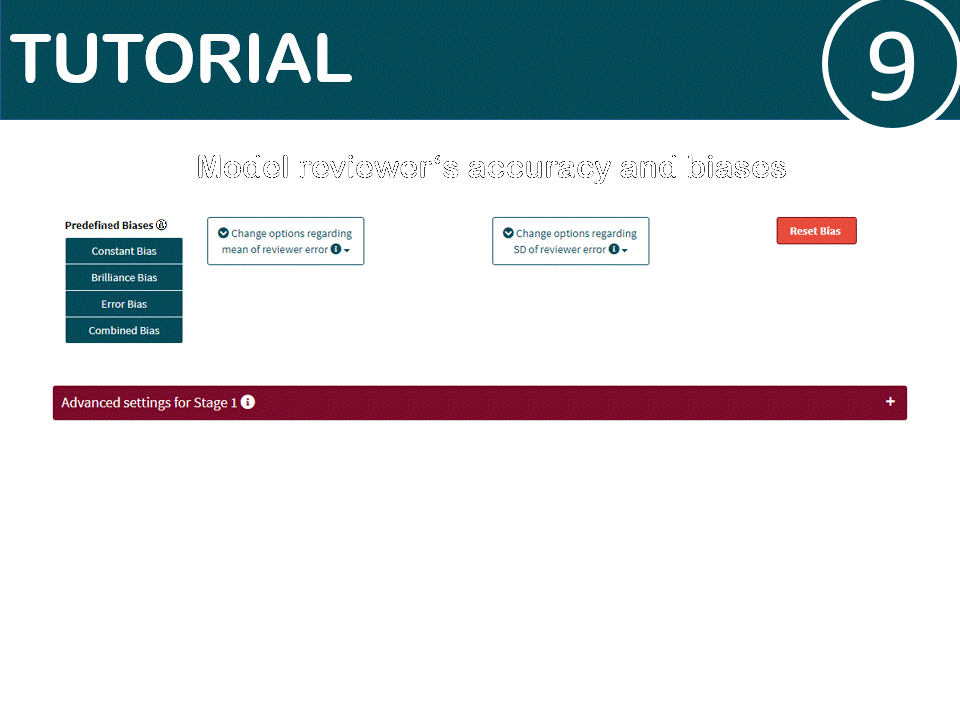 TUTORIAL
9
Model reviewer‘s accuracy and biases
Predefined Biases
Constant Bias
Brilliance Bias
Error Bias
Combined Bias
Change options regarding
mean of reviewer error
Change options regarding
SD of reviewer error
Reset Bias
Advanced settings for Stage 1
+